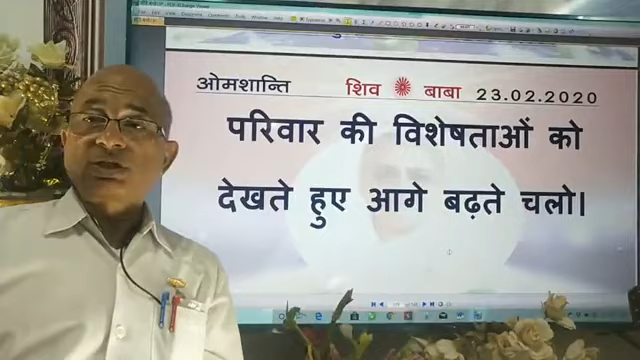 ओमशान्ति शिव बाबा 23.02.2020
परिवार की विशेषताओं को
देखते हुए आगे बढ़ते चलो।